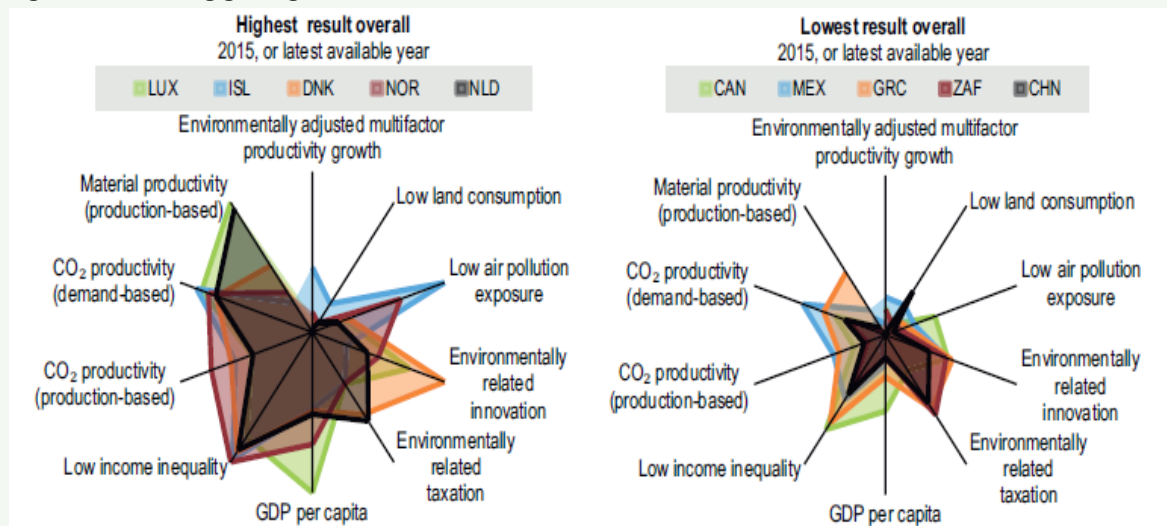 Highest result overall
2015, or latest available year
LUX ISL DNK NOR NLD
Environmentally adjusted multifactor
productivity growth
Material productivity
(production-based)
Low land consumption
CO₂ productivity
(demand-based)
Low air pollution
exposure
CO₂ productivity
(production-based)
Environmentally
related
innovation
Low income inequality
Environmentally
related
taxation
GDP per capita
Lowest result overall
2015, or latest available year
CAN MEX GRC ZAF CHN
Environmentally adjusted multifactor
productivity growth
Material productivity
(production-based)
Low land consumption
CO₂ productivity
(demand-based)
Low air pollution
exposure
CO₂ productivity
(production-based)
Environmentally
related
innovation
Low income inequality
Environmentally
related
taxation
GDP per capita